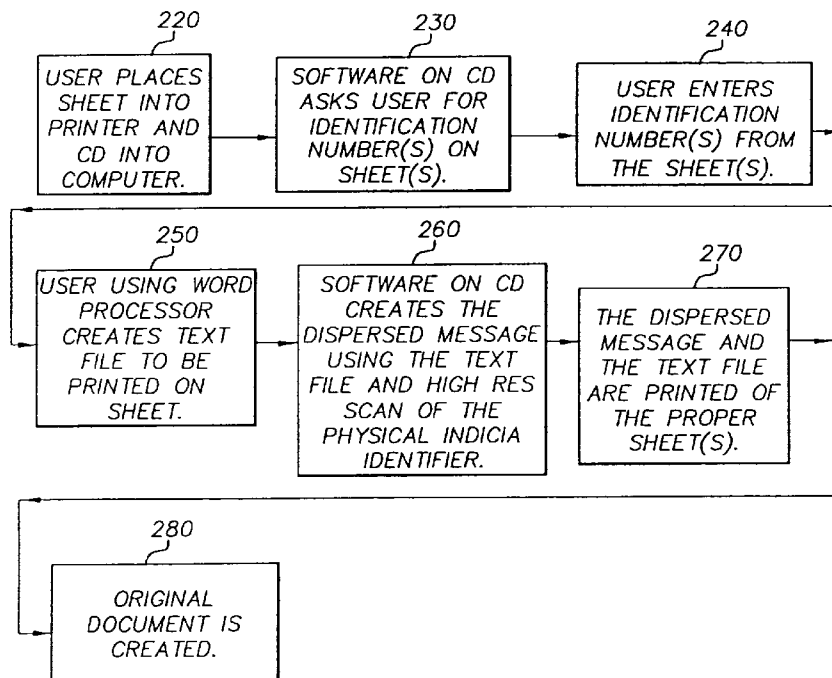 220
USER PLACES
SHEET INTO
PRINTER AND
CD INTO
COMPUTER.
230
SOFTWARE ON CD
ASKS USER FOR
IDENTIFICATION
NUMBER(S) ON
SHEET(S).
240
USER ENTERS
IDENTIFICATION
NUMBER(S) FROM
THE SHEET(S).
250
USER USING WORD
PROCESSOR
CREATES TEXT
FILE TO BE
PRINTED ON
SHEET.
260
SOFTWARE ON CD
CREATES THE
DISPERSED MESSAGE
USING THE TEXT
FILE AND HIGH RES
SCAN OF THE
PHYSICAL INDICIA
IDENTIFIER.
270
THE DISPERSED
MESSAGE AND
THE TEXT FILE
ARE PRINTED OF
THE PROPER
SHEET(S).
280
ORIGINAL
DOCUMENT IS
CREATED.